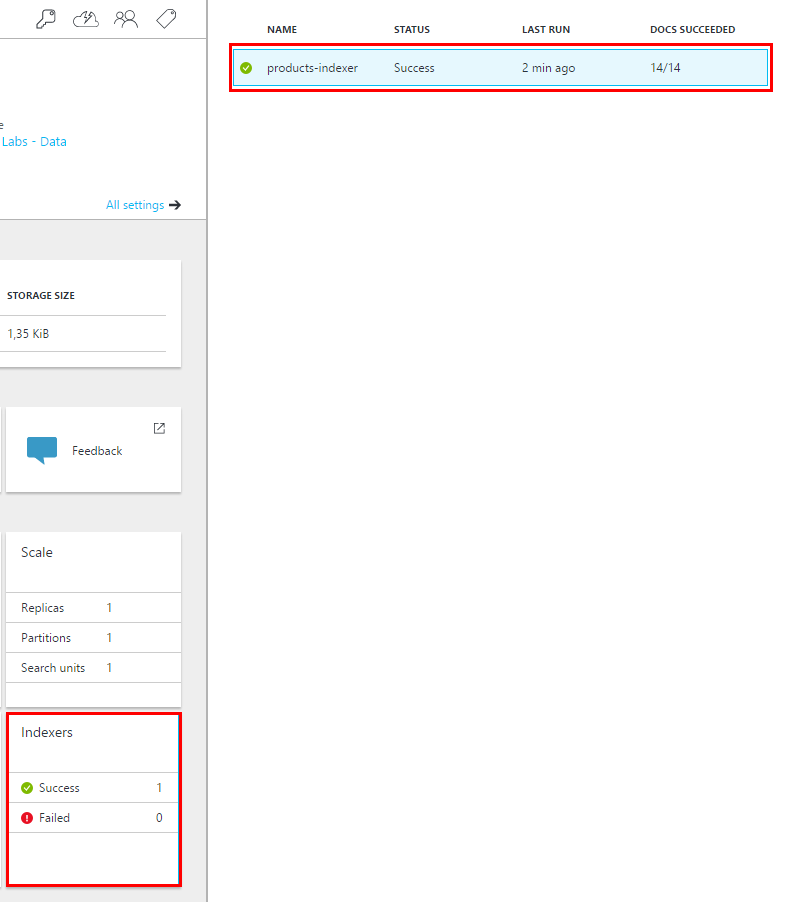 e
Labs - Data
All settings
STORAGE SIZE
1,35 KiB
Feedback
Scale
Replicas 1
Partitions 1
Search units 1
Indexers
Success 1
Failed 0
NAME STATUS LAST RUN DOCS SUCCEEDED
products-indexer Success 2 min ago 14/14